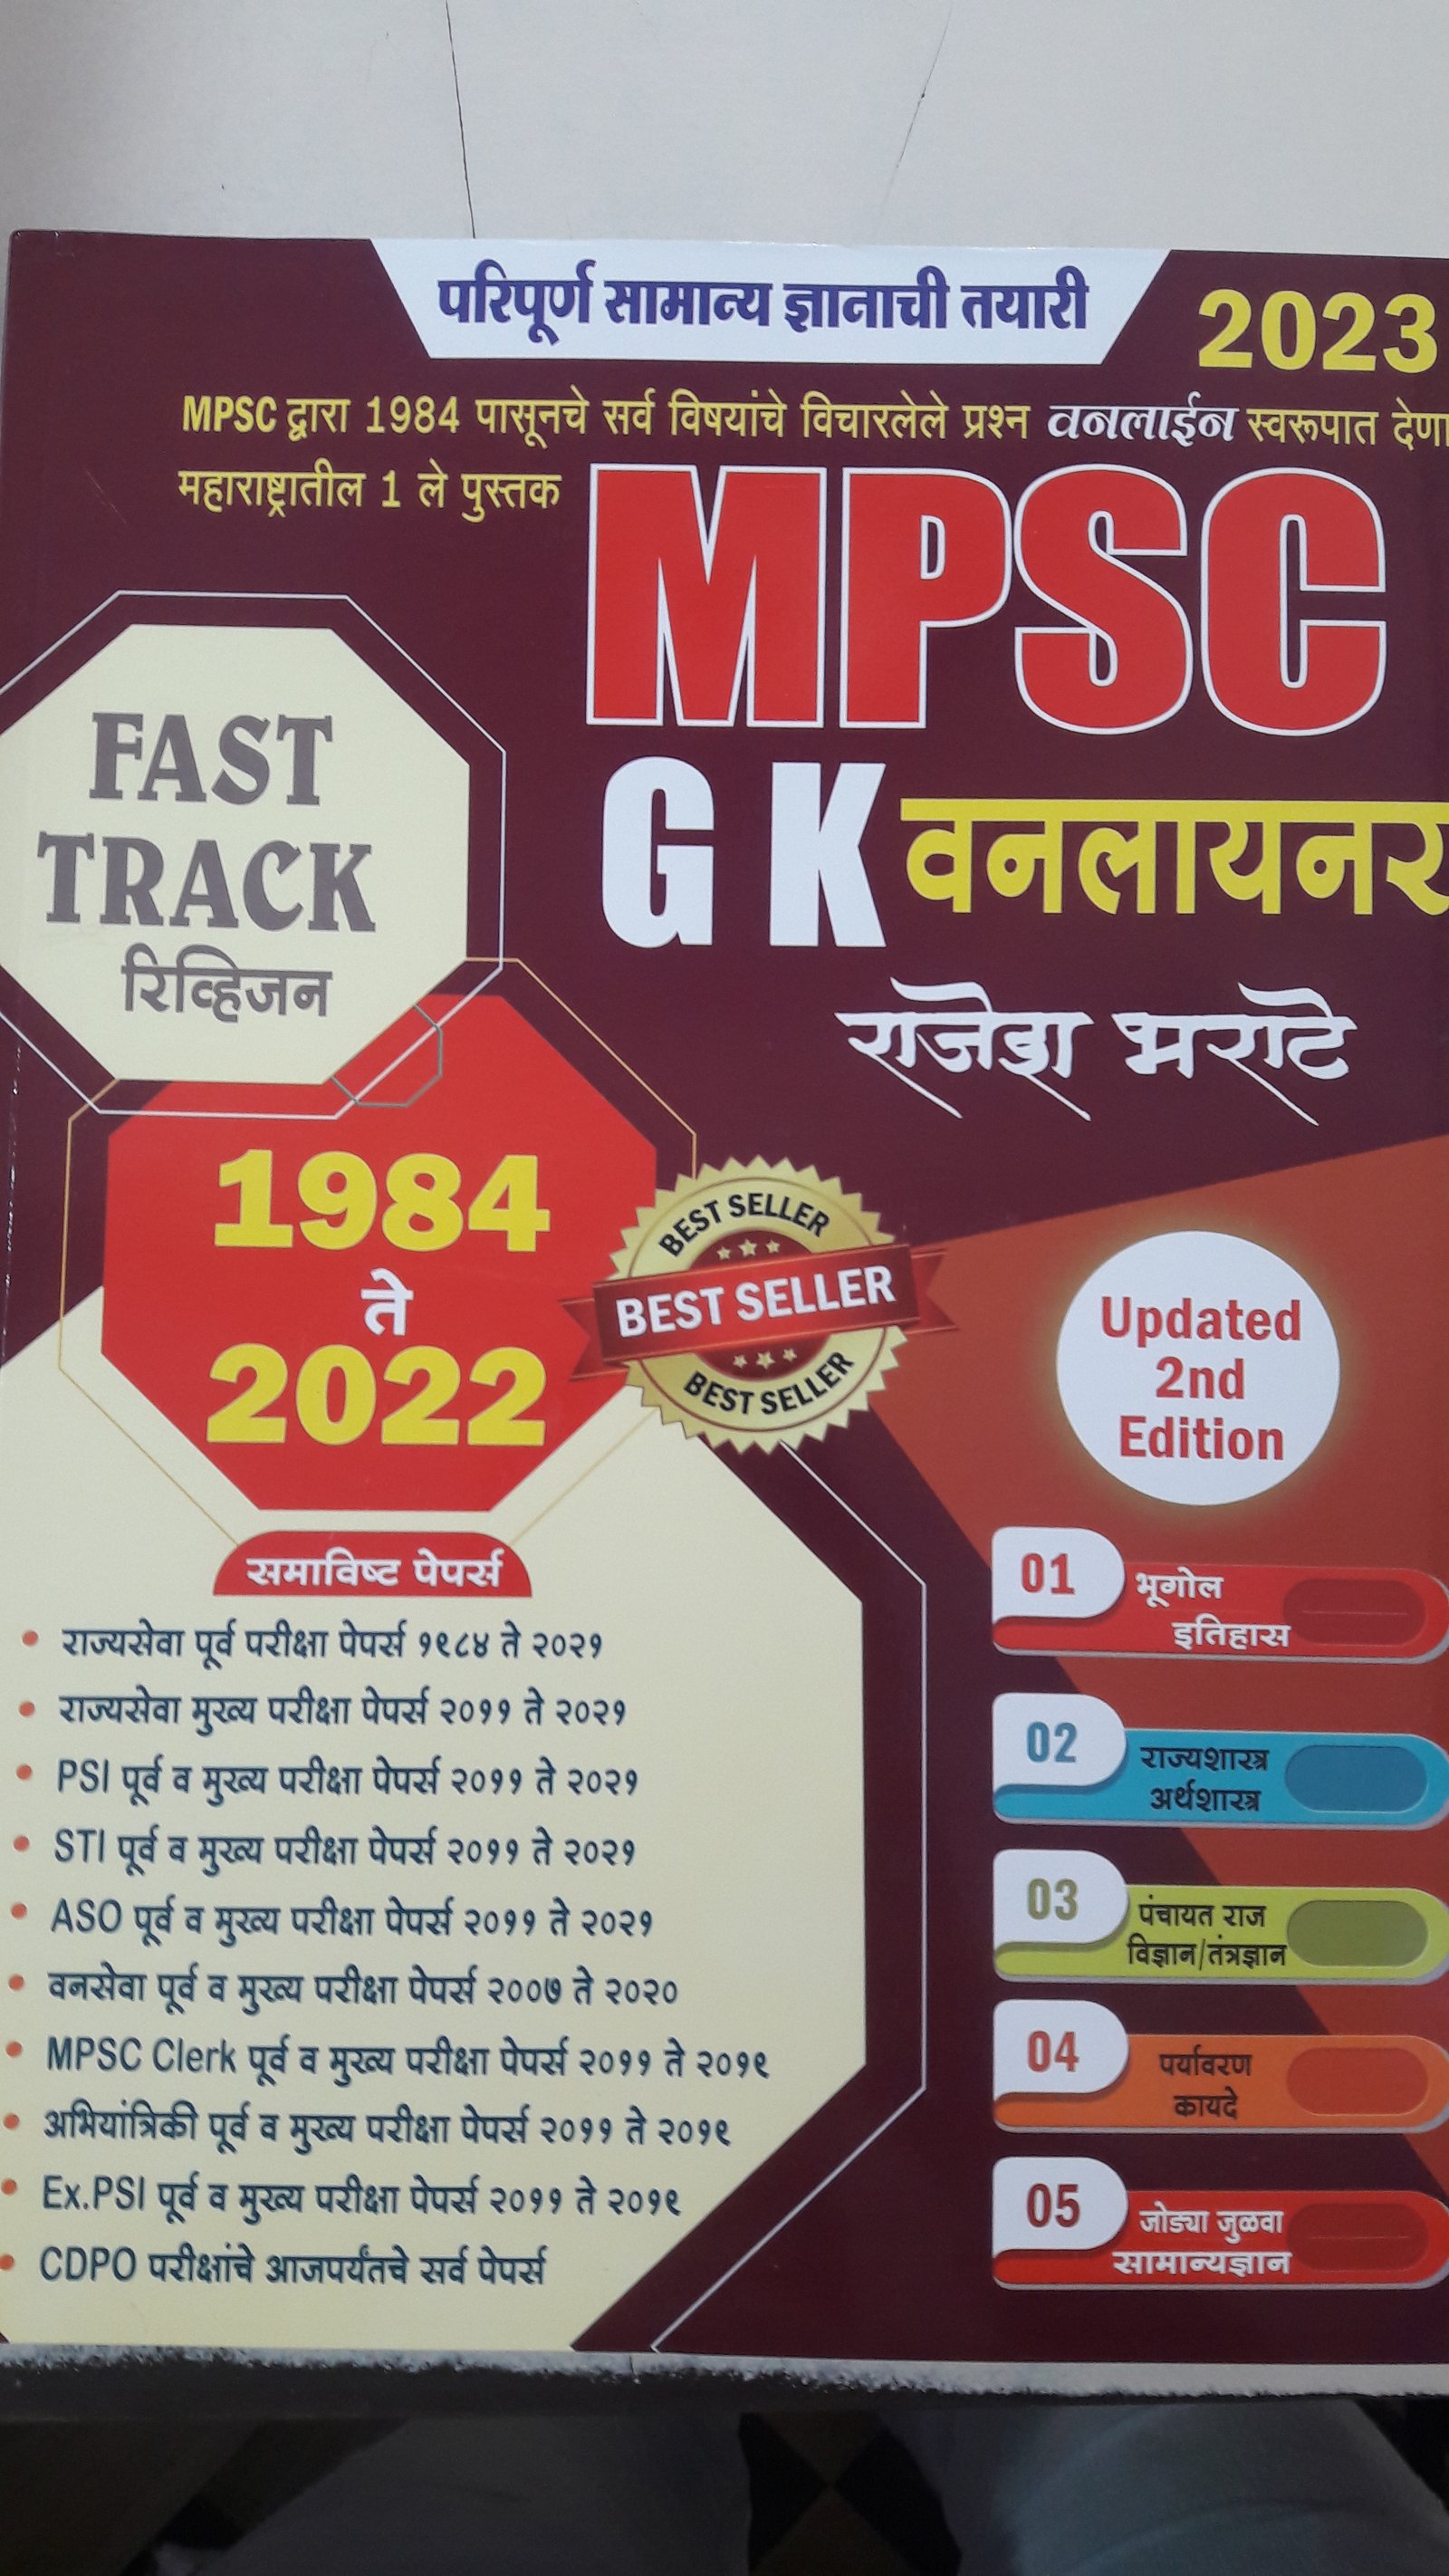 परिपूर्ण सामान्य ज्ञानाची तयारी
2023
MPSC द्वारा 1984 पासूनचे सर्व विषयांचे विचारलेले प्रश्न वनलाईन स्वरूपात
महाराष्ट्रातील 1 ले पुस्तक
MPSC
G K वनलायनर
राजेश भराटे
FAST
TRACK
रिव्हिजन
1984
ते
2022
BEST SELLER
BEST SELLER
BEST SELLER
Updated
2nd
Edition
समाविष्ट पेपर्स
• राज्यसेवा पूर्व परीक्षा पेपर्स १९८४ ते २०२१
• राज्यसेवा मुख्य परीक्षा पेपर्स २०११ ते २०२१
• PSI पूर्व व मुख्य परीक्षा पेपर्स २०११ ते २०२१
• STI पूर्व व मुख्य परीक्षा पेपर्स २०११ ते २०२१
• ASO पूर्व व मुख्य परीक्षा पेपर्स २०११ ते २०२१
• वनसेवा पूर्व व मुख्य परीक्षा पेपर्स २००७ ते २०२०
• MPSC Clerk पूर्व व मुख्य परीक्षा पेपर्स २०११ ते २०१९
• अभियांत्रिकी पूर्व व मुख्य परीक्षा पेपर्स २०११ ते २०१९
• Ex.PSI पूर्व व मुख्य परीक्षा पेपर्स २०११ ते २०१९
• CDPO परीक्षांचे आजपर्यंतचे सर्व पेपर्स
01
भूगोल
इतिहास
02
राज्यशास्त्र
अर्थशास्त्र
03
पंचायत राज
विज्ञान/तंत्रज्ञान
04
पर्यावरण
कायदे
05
जोड्या जुळवा
सामान्यज्ञान